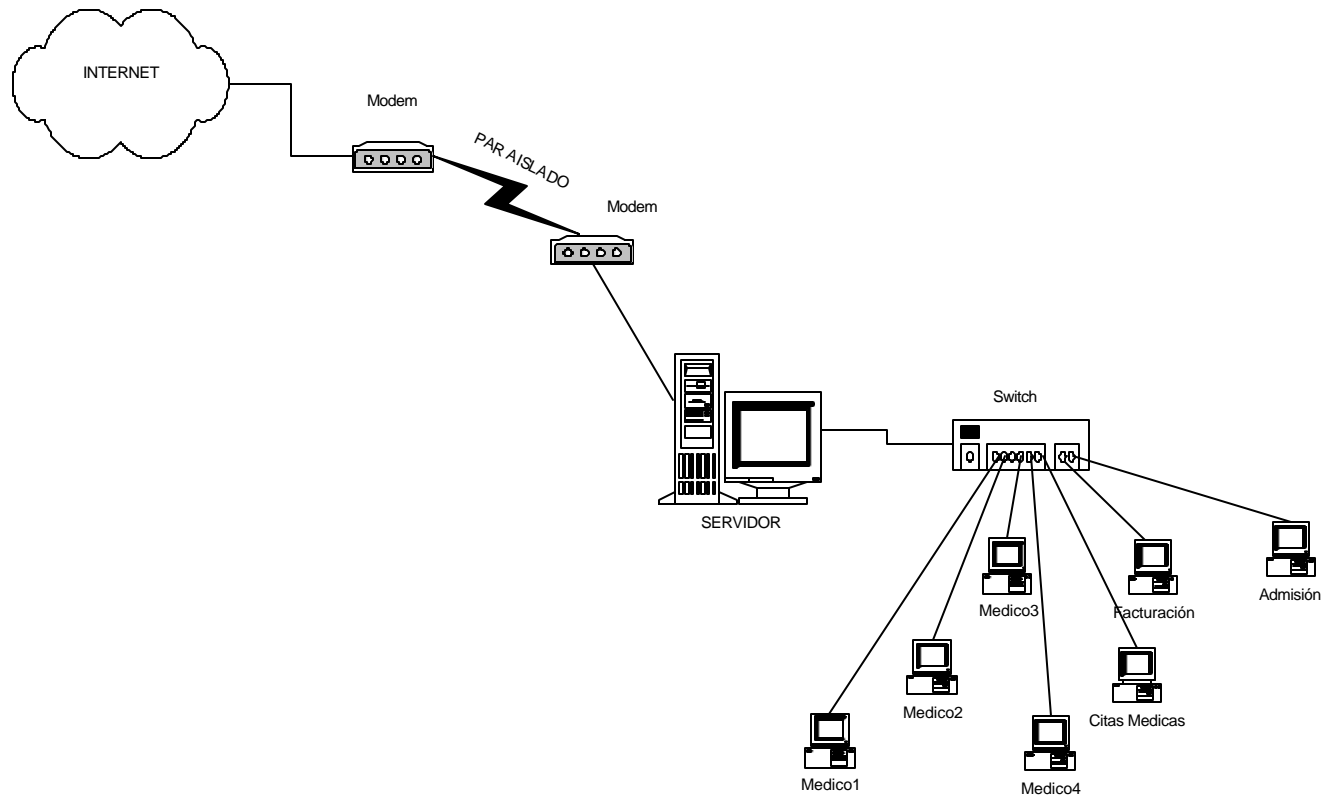 INTERNET
Modem
PAR AISLADO
Modem
Switch
SERVIDOR
Admisión
Medico3
Facturación
Medico2
Citas Medicas
Medico1
Medico4